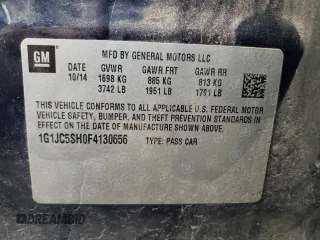 GM
MFD BY GENERAL MOTORS LLC
DATE GVWR GAWR FRT GAWR RR
10/14 1698 KG 885 KG 813 KG
3742 LB 1951 LB 1791 LB
THIS VEHICLE CONFORMS TO ALL APPLICABLE U.S. FEDERAL MOTOR
VEHICLE SAFETY, BUMPER, AND THEFT PREVENTION STANDARDS
IN EFFECT ON THE DATE OF MANUFACTURE SHOWN ABOVE.
1G1JC5SH0F4130656 TYPE: PASS CAR
DREAMBID